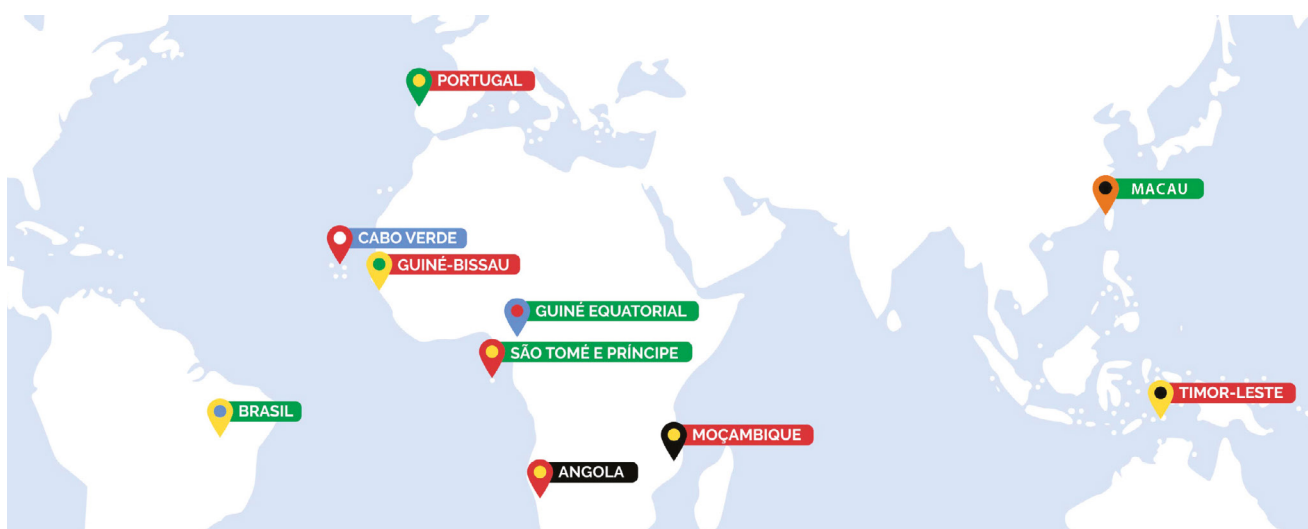 PORTUGAL
MACAU
CABO VERDE
GUINÉ-BISSAU
GUINÉ EQUATORIAL
SÃO TOMÉ E PRÍNCIPE
TIMOR-LESTE
BRASIL
MOÇAMBIQUE
ANGOLA